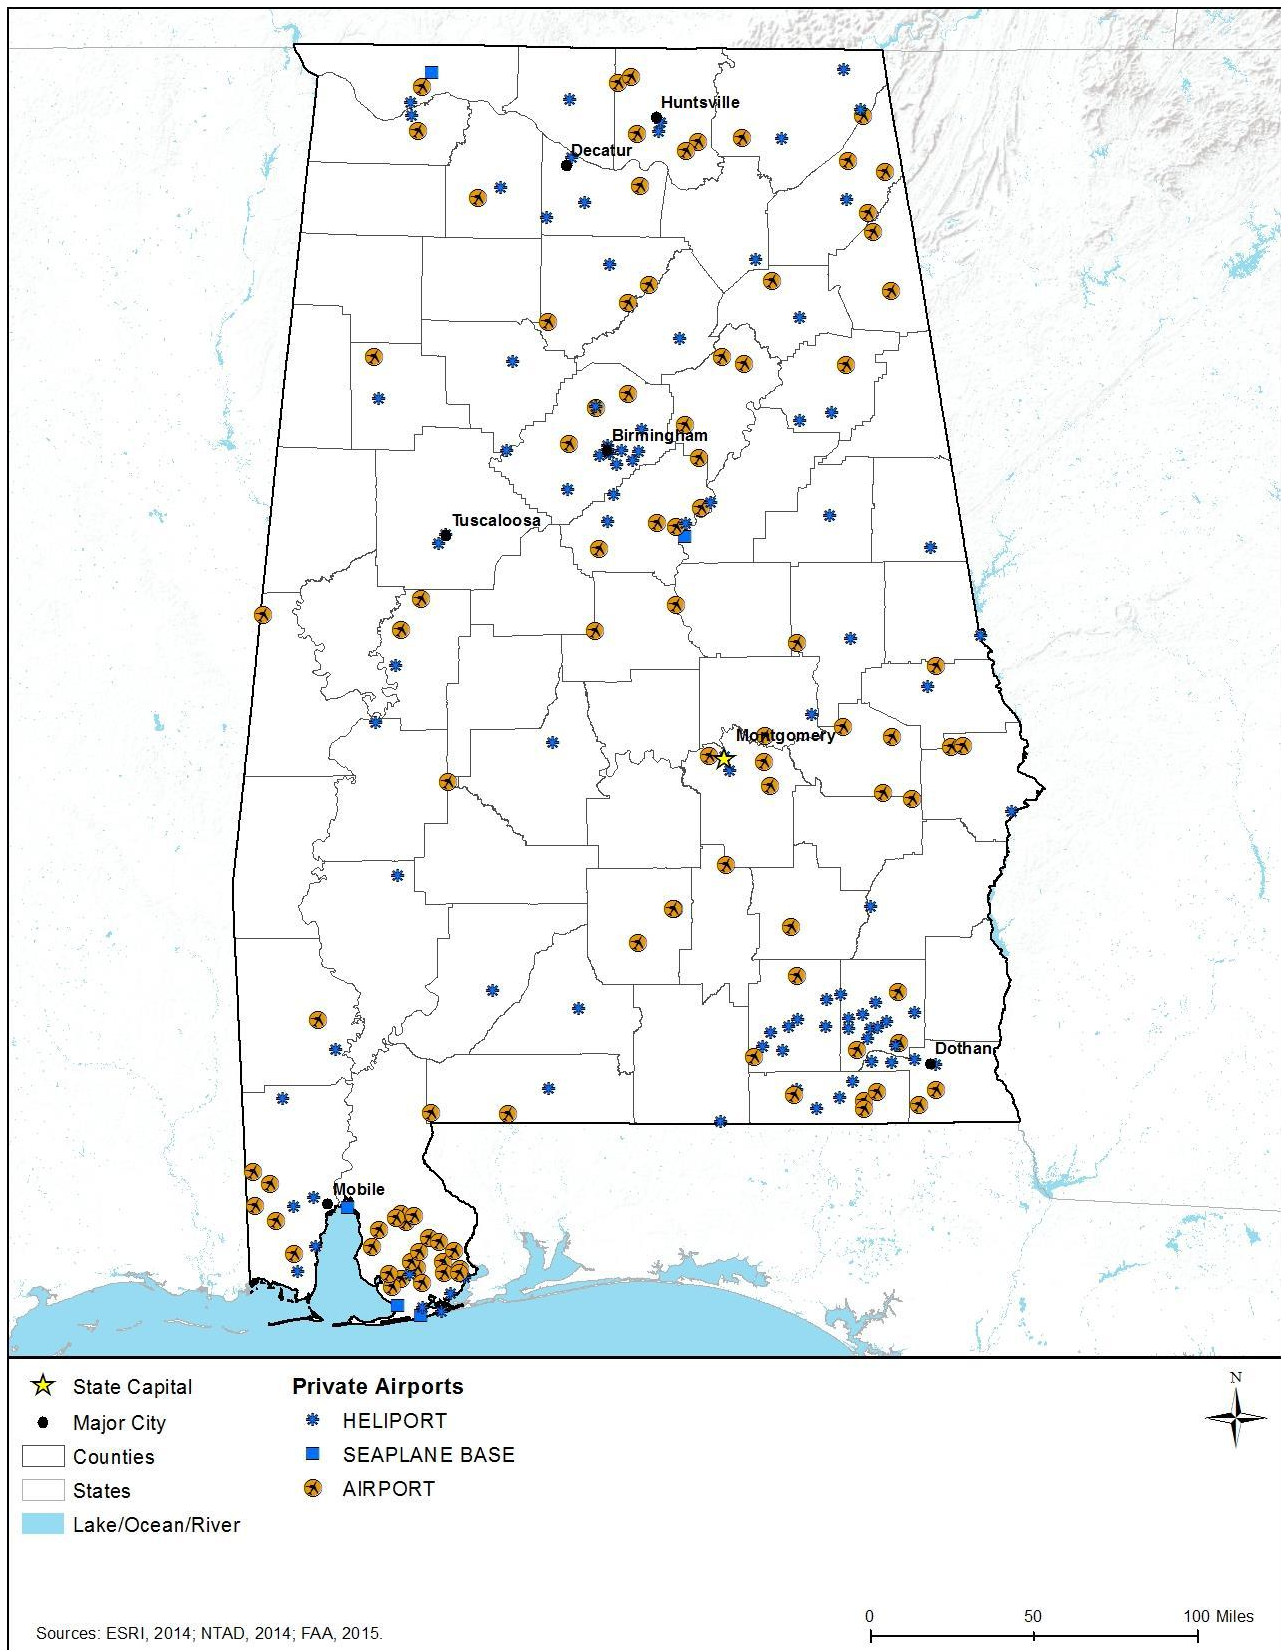 Huntsville
Decatur
Birmingham
Tuscaloosa
Montgomery
Dothan
Mobile
State Capital
Major City
Counties
States
Lake/Ocean/River
Private Airports
HELIPORT
SEAPLANE BASE
AIRPORT
N
0 50 100 Miles
Sources: ESRI, 2014; NTAD, 2014; FAA, 2015.